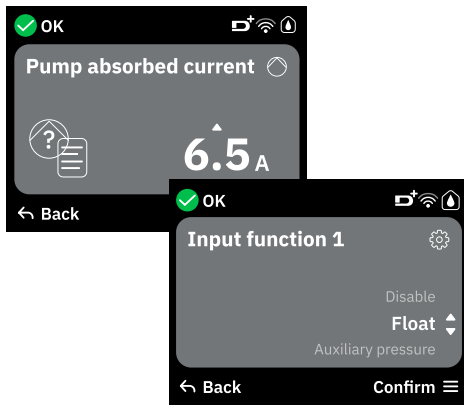 OK
D+
Pump absorbed current
?
6.5 A
Back
OK
D+
Input function 1
Disable
Float
Auxiliary pressure
Back Confirm